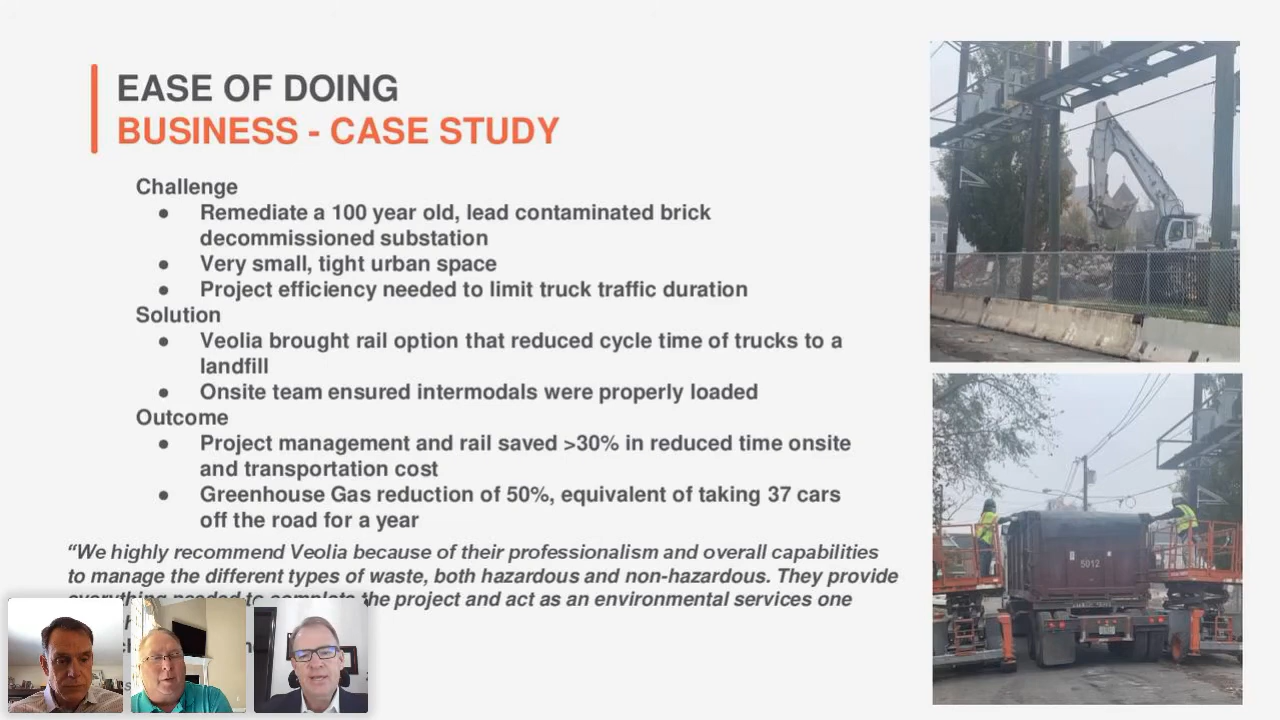 EASE OF DOING
BUSINESS - CASE STUDY
Challenge
● Remediate a 100 year old, lead contaminated brick
decommissioned substation
● Very small, tight urban space
● Project efficiency needed to limit truck traffic duration
Solution
● Veolia brought rail option that reduced cycle time of trucks to a
landfill
● Onsite team ensured intermodals were properly loaded
Outcome
● Project management and rail saved >30% in reduced time onsite
and transportation cost
● Greenhouse Gas reduction of 50%, equivalent of taking 37 cars
off the road for a year
“We highly recommend Veolia because of their professionalism and overall capabilities
to manage the different types of waste, both hazardous and non-hazardous. They provide
everything needed to complete the project and act as an environmental services one
5012